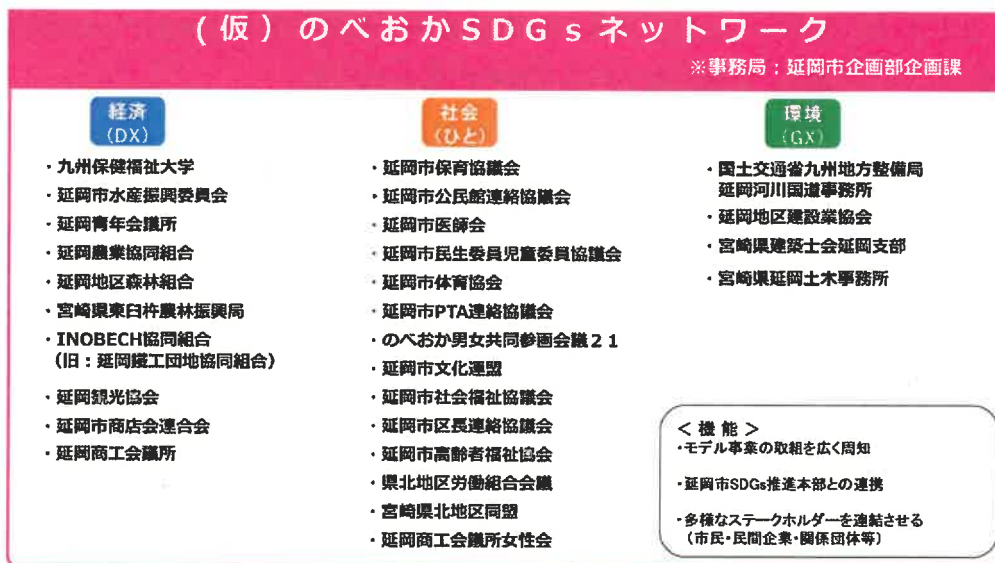 (仮)のべおかSDGsネットワーク
※事務局:延岡市企画部企画課
経済
(DX)
・九州保健福祉大学
・延岡市水産振興委員会
・延岡青年会議所
・延岡農業協同組合
・延岡地区森林組合
・宮崎県東臼杵農林振興局
・INOBECH協同組合
(旧:延岡鐵工団地協同組合)
・延岡観光協会
・延岡市商店会連合会
・延岡商工会議所
社会
(ひと)
・延岡市保育協議会
・延岡市公民館連絡協議会
・延岡市医師会
・延岡市民生委員児童委員協議会
・延岡市体育協会
・延岡市PTA連絡協議会
・のべおか男女共同参画会議21
・延岡市文化連盟
・延岡市社会福祉協議会
・延岡市区長連絡協議会
・延岡市高齢者福祉協会
・県北地区労働組合会議
・宮崎県北地区同盟
・延岡商工会議所女性会
環境
(GX)
・国土交通省九州地方整備局
延岡河川国道事務所
・延岡地区建設業協会
・宮崎県建築士会延岡支部
・宮崎県延岡土木事務所
<機能>
・モデル事業の取組を広く周知
・延岡市SDGs推進本部との連携
・多様なステークホルダーを連結させる
(市民・民間企業・関係団体等)